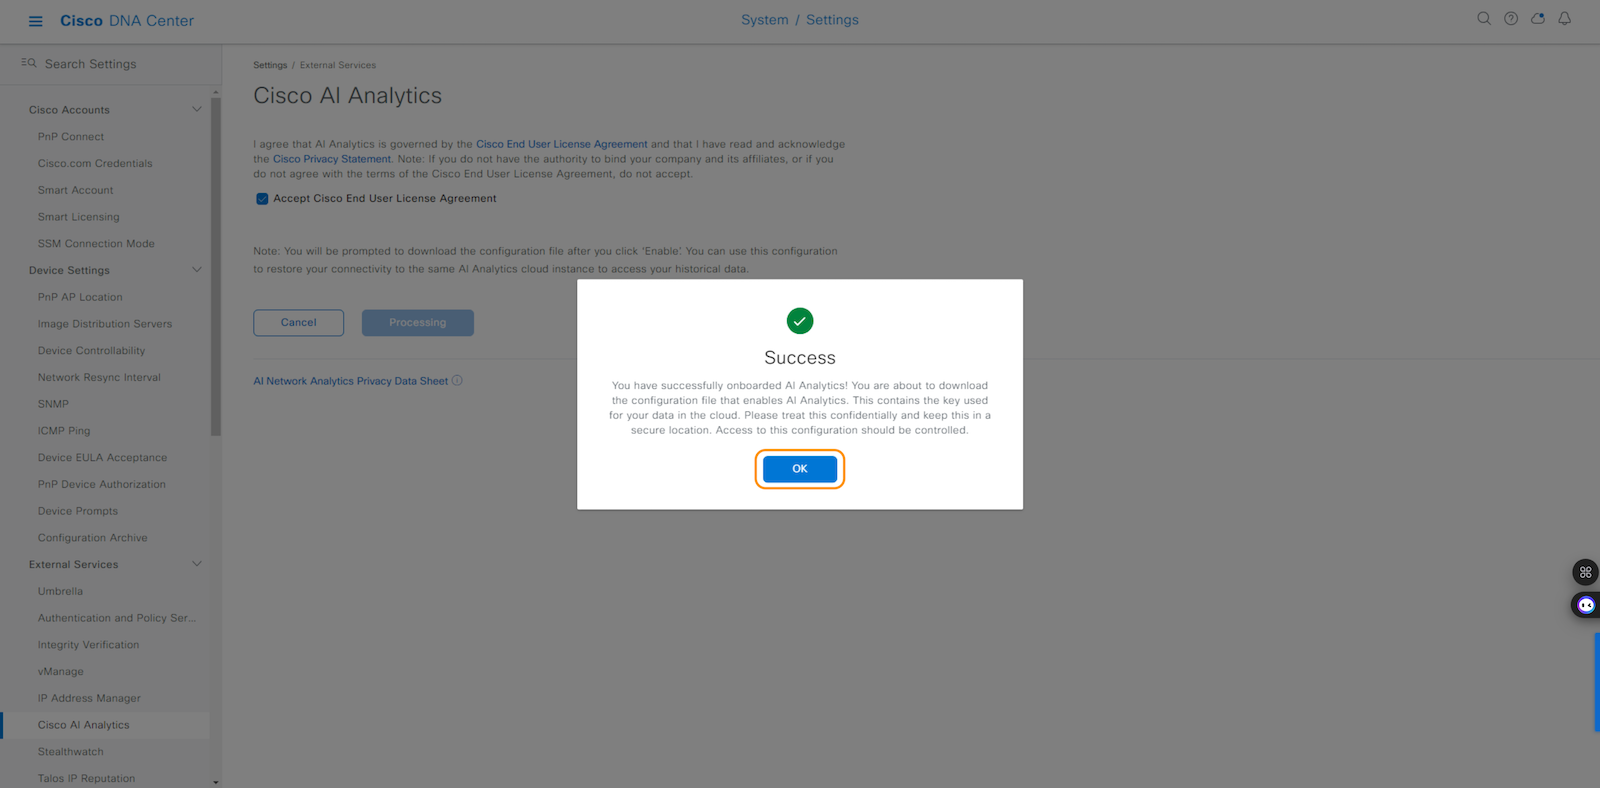 Cisco DNA Center
System / Settings
Search Settings
Cisco Accounts
PnP Connect
Cisco.com Credentials
Smart Account
Smart Licensing
SSM Connection Mode
Device Settings
PnP AP Location
Image Distribution Servers
Device Controllability
Network Resync Interval
SNMP
ICMP Ping
Device EULA Acceptance
PnP Device Authorization
Device Prompts
Configuration Archive
External Services
Umbrella
Authentication and Policy Ser...
Integrity Verification
vManage
IP Address Manager
Cisco AI Analytics
Stealthwatch
Talos IP Reputation
Settings / External Services
Cisco AI Analytics
I agree that AI Analytics is governed by the Cisco End User License Agreement and that I have read and acknowledge
the Cisco Privacy Statement. Note: If you do not have the authority to bind your company and its affiliates, or if you
do not agree with the terms of the Cisco End User License Agreement, do not accept.
Accept Cisco End User License Agreement
Note: You will be prompted to download the configuration file after you click 'Enable'. You can use this configuration
to restore your connectivity to the same AI Analytics cloud instance to access your historical data.
Cancel
Processing
AI Network Analytics Privacy Data Sheet
Success
You have successfully onboarded AI Analytics! You are about to download
the configuration file that enables AI Analytics. This contains the key used
for your data in the cloud. Please treat this confidentially and keep this in a
secure location. Access to this configuration should be controlled.
OK